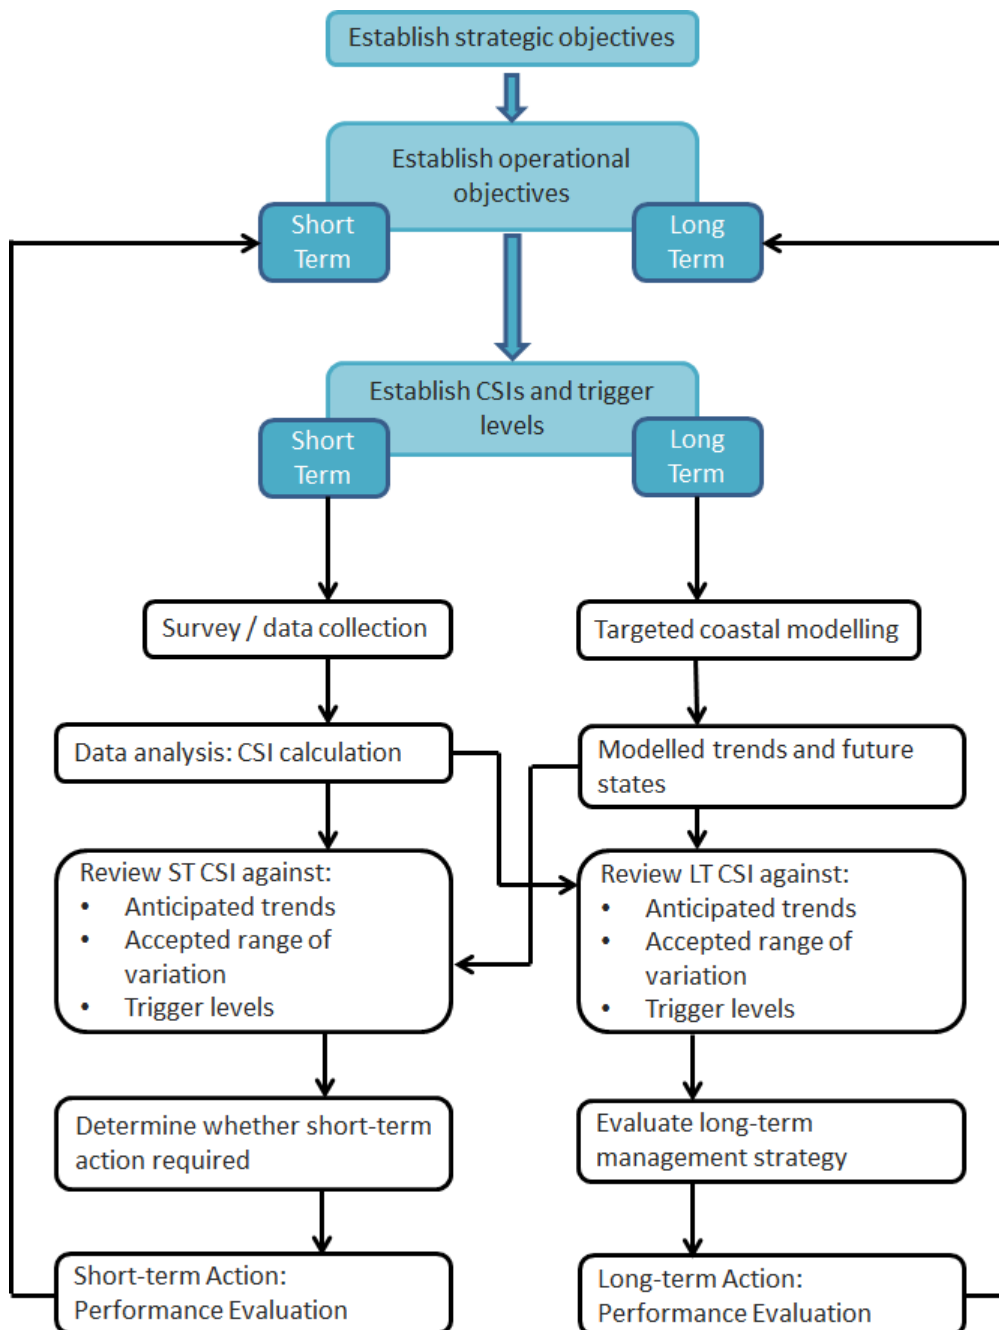 Establish strategic objectives
Establish operational
objectives
Short
Term
Long
Term
Establish CSIs and trigger
levels
Short
Term
Long
Term
Survey / data collection
Targeted coastal modelling
Data analysis: CSI calculation
Modelled trends and future
states
Review ST CSI against:
• Anticipated trends
• Accepted range of
variation
• Trigger levels
Review LT CSI against:
• Anticipated trends
• Accepted range of
variation
• Trigger levels
Determine whether short-term
action required
Evaluate long-term
management strategy
Short-term Action:
Performance Evaluation
Long-term Action:
Performance Evaluation